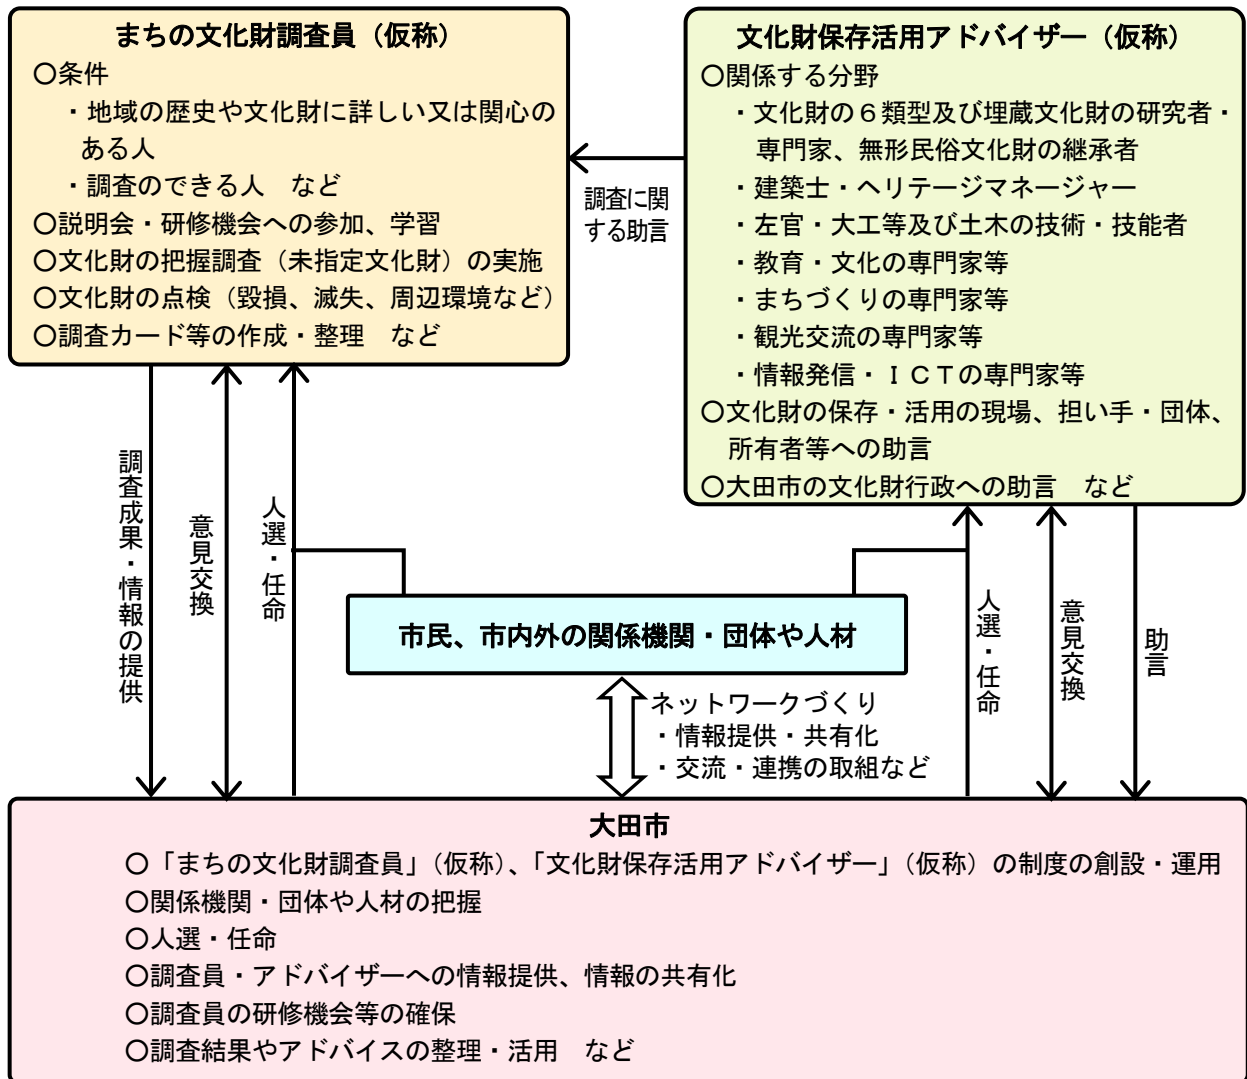 まちの文化財調査員（仮称）
〇条件
・地域の歴史や文化財に詳しい又は関心の
ある人
・調査のできる人　など
〇説明会・研修機会への参加、学習
〇文化財の把握調査（未指定文化財）の実施
〇文化財の点検（毀損、滅失、周辺環境など）
〇調査カード等の作成・整理　など
文化財保存活用アドバイザー（仮称）
〇関係する分野
・文化財の６類型及び埋蔵文化財の研究者・
専門家、無形民俗文化財の継承者
・建築士・ヘリテージマネージャー
・左官・大工等及び土木の技術・技能者
・教育・文化の専門家等
・まちづくりの専門家等
・観光交流の専門家等
・情報発信・ＩＣＴの専門家等
〇文化財の保存・活用の現場、担い手・団体、
所有者等への助言
〇大田市の文化財行政への助言　など
調査に関
する助言
調査成果・情報の提供
意見交換
人選・任命
市民、市内外の関係機関・団体や人材
人選・任命
意見交換
助言
ネットワークづくり
・情報提供・共有化
・交流・連携の取組など
大田市
〇「まちの文化財調査員」（仮称）、「文化財保存活用アドバイザー」（仮称）の制度の創設・運用
〇関係機関・団体や人材の把握
〇人選・任命
〇調査員・アドバイザーへの情報提供、情報の共有化
〇調査員の研修機会等の確保
〇調査結果やアドバイスの整理・活用　など